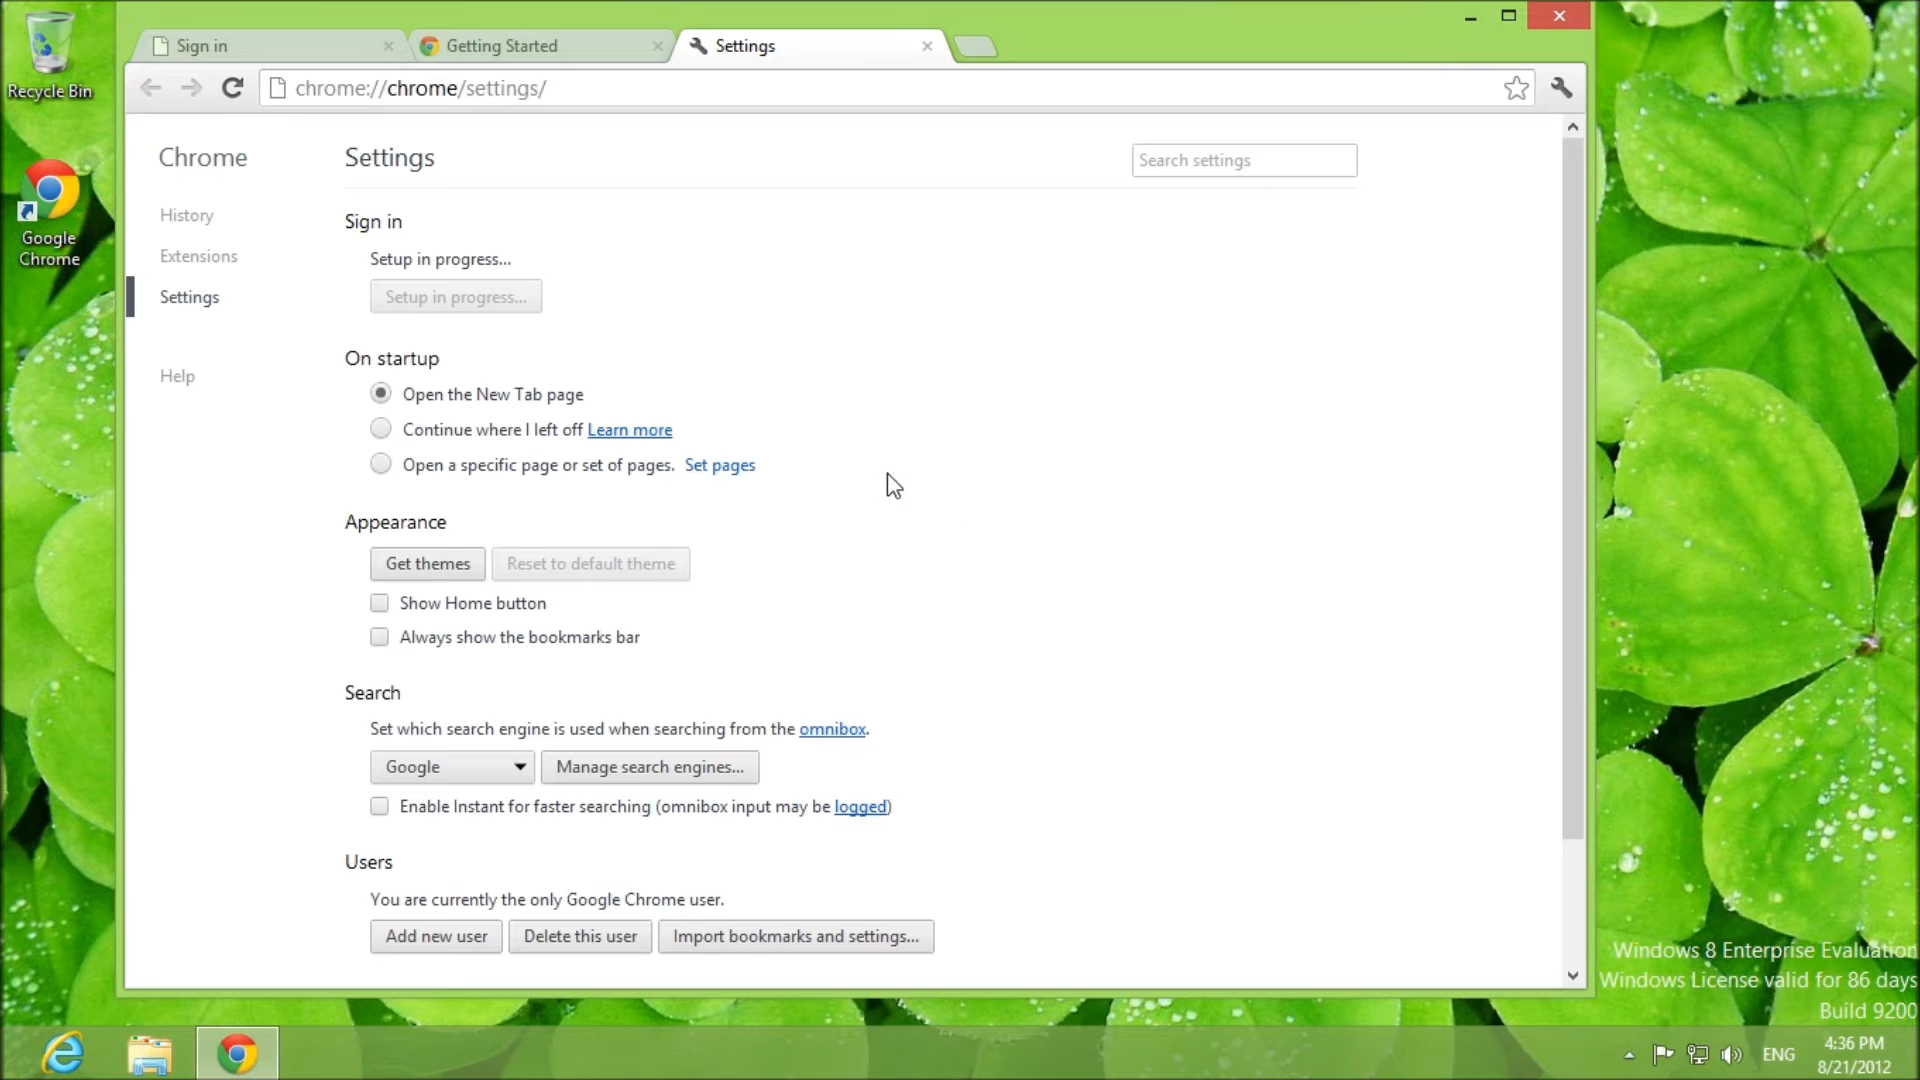 Recycle Bin
Google
Chrome
Sign in
Getting Started
Settings
chrome://chrome/settings/
Chrome
History
Extensions
Settings
Help
Settings
Search settings
Sign in
Setup in progress...
Setup in progress...
On startup
Open the New Tab page
Continue where I left off Learn more
Open a specific page or set of pages. Set pages
Appearance
Get themes
Reset to default theme
Show Home button
Always show the bookmarks bar
Search
Set which search engine is used when searching from the omnibox.
Google
Manage search engines...
Enable Instant for faster searching (omnibox input may be logged)
Users
You are currently the only Google Chrome user.
Add new user
Delete this user
Import bookmarks and settings...
Windows 8 Enterprise Evaluation
Windows License valid for 86 days
Build 9200
ENG
4:36 PM
8/21/2012